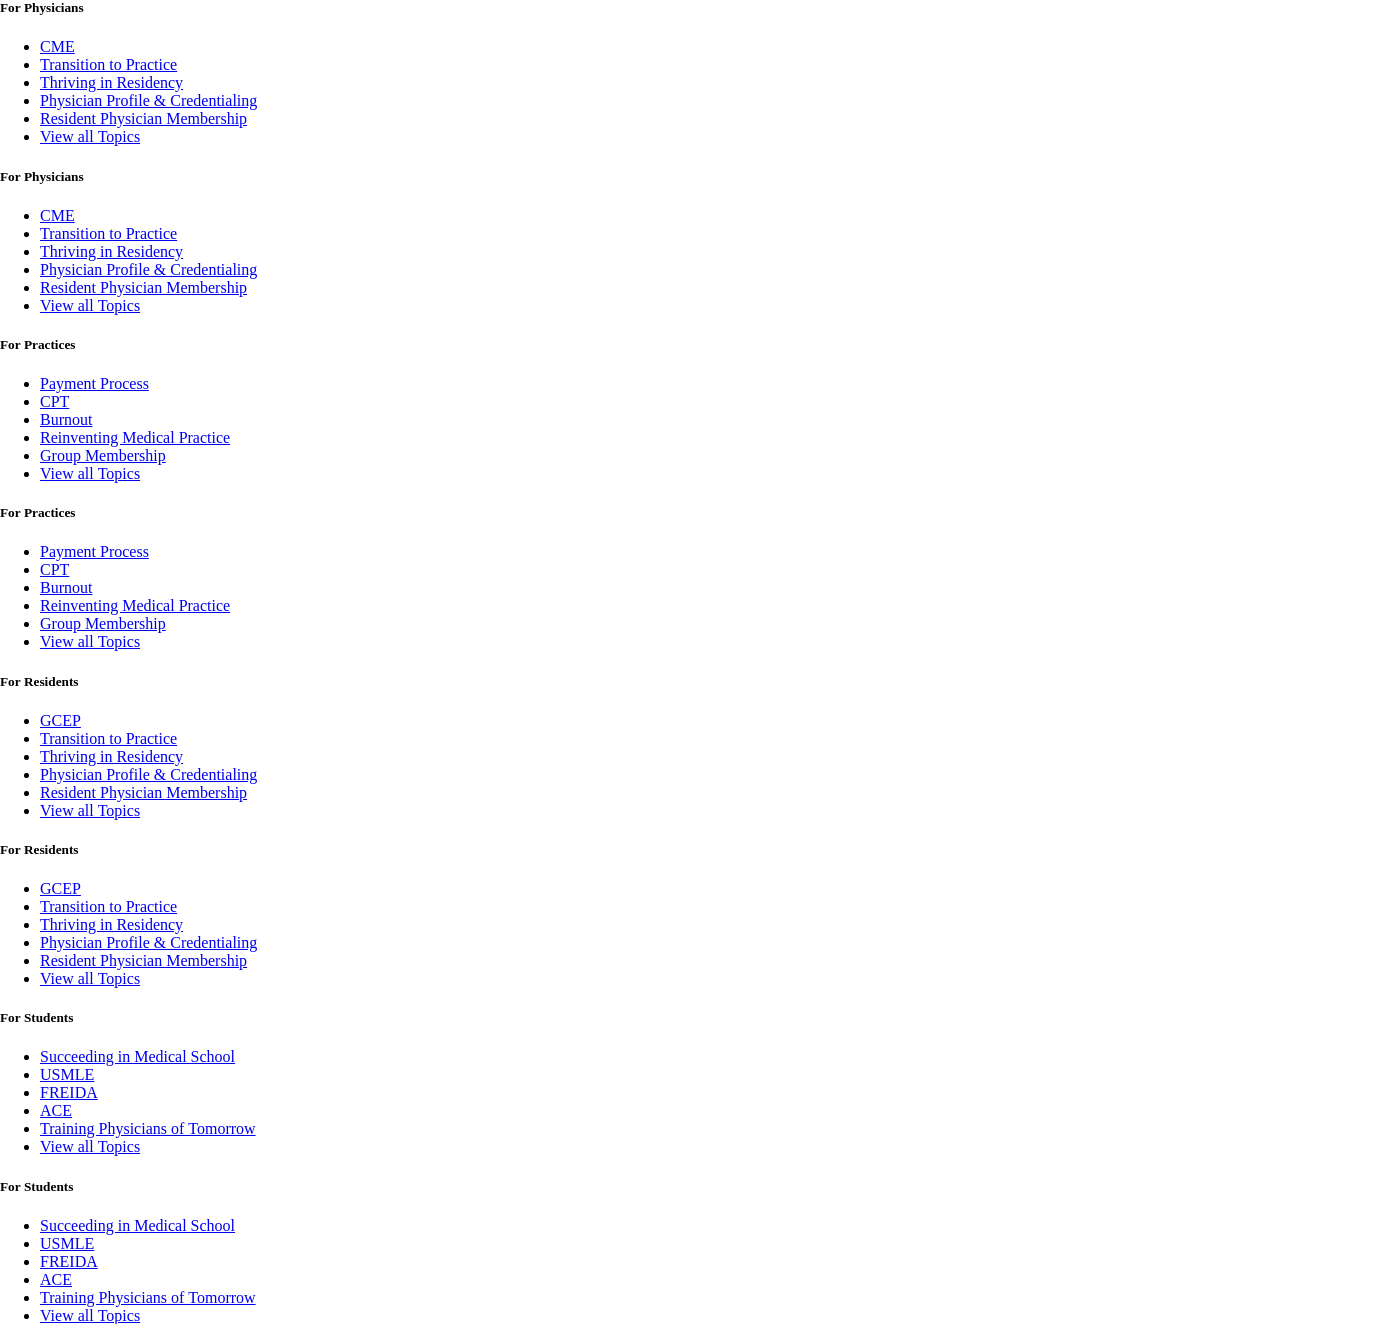 For Physicians
CME
Transition to Practice
Thriving in Residency
Physician Profile & Credentialing
Resident Physician Membership
View all Topics
For Physicians
CME
Transition to Practice
Thriving in Residency
Physician Profile & Credentialing
Resident Physician Membership
View all Topics
For Practices
Payment Process
CPT
Burnout
Reinventing Medical Practice
Group Membership
View all Topics
For Practices
Payment Process
CPT
Burnout
Reinventing Medical Practice
Group Membership
View all Topics
For Residents
GCEP
Transition to Practice
Thriving in Residency
Physician Profile & Credentialing
Resident Physician Membership
View all Topics
For Residents
GCEP
Transition to Practice
Thriving in Residency
Physician Profile & Credentialing
Resident Physician Membership
View all Topics
For Students
Succeeding in Medical School
USMLE
FREIDA
ACE
Training Physicians of Tomorrow
View all Topics
For Students
Succeeding in Medical School
USMLE
FREIDA
ACE
Training Physicians of Tomorrow
View all Topics